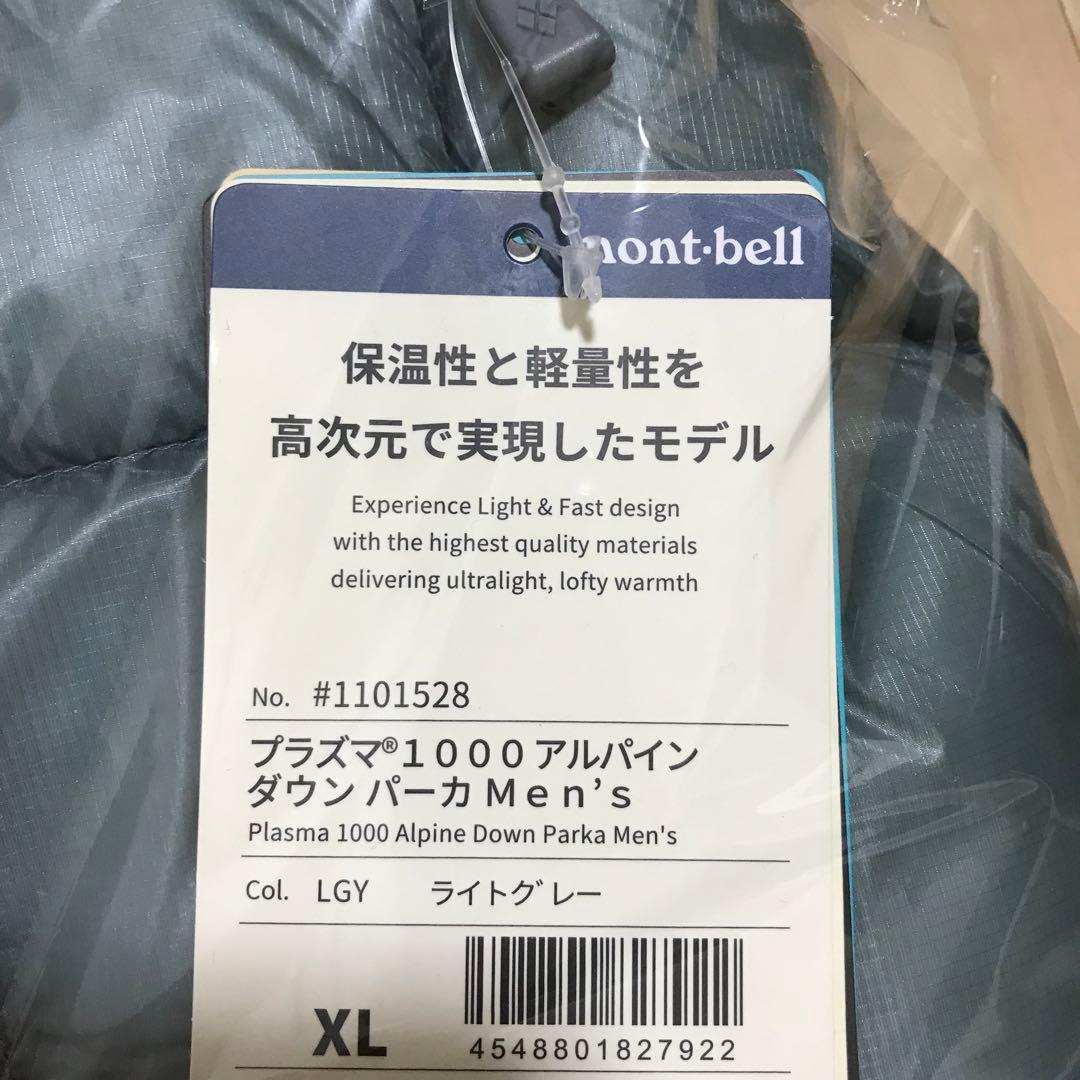 mont·bell
保温性と軽量性を
高次元で実現したモデル
Experience Light & Fast design
with the highest quality materials
delivering ultralight, lofty warmth
No. #1101528
プラズマ®１０００アルパイン
ダウン パーカ Ｍｅｎ’ｓ
Plasma 1000 Alpine Down Parka Men's
Col. LGY ライトグレー
XL
4548801827922